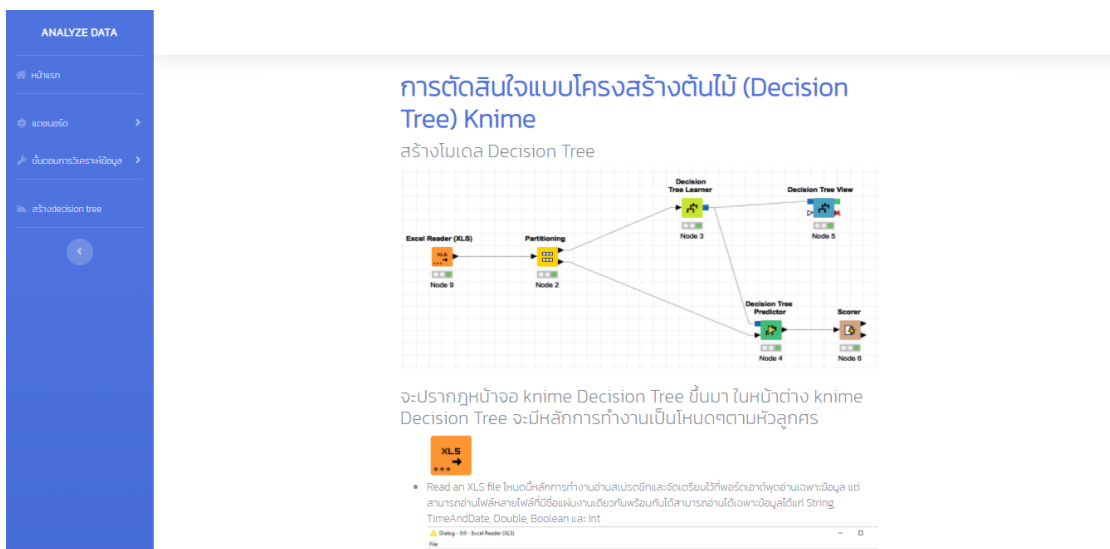 ANALYZE DATA
หน้าแรก
แดชบอร์ด
ขั้นตอนการวิเคราะห์ข้อมูล
สร้างdecision tree
การตัดสินใจแบบโครงสร้างต้นไม้ (Decision
Tree) Knime
สร้างโมเดล Decision Tree
Decision
Tree Learner
Node 3
Decision Tree View
Node 5
Excel Reader (XLS)
XLS
Node 9
Partitioning
Node 2
Decision Tree
Predictor
Node 4
Scorer
Node 6
จะปรากฎหน้าจอ knime Decision Tree ขึ้นมา ในหน้าต่าง knime
Decision Tree จะมีหลักการทำงานเป็นโหนดๆตามหัวลูกศร
XLS
Read an XLS file โหนดนี้หลักการทำงานอ่านสเปรดชีทและจัดเตรียมไว้ที่พอร์ตเอาต์พุตอ่านเฉพาะข้อมูล แต่
สามารถอ่านไฟล์หลายไฟล์ที่มีชื่อแผ่นงานเดียวกันพร้อมกันได้สามารถอ่านได้เฉพาะข้อมูลได้แก่ String,
TimeAndDate, Double, Boolean และ Int
Dialog - 0:9 - Excel Reader (XLS)
File